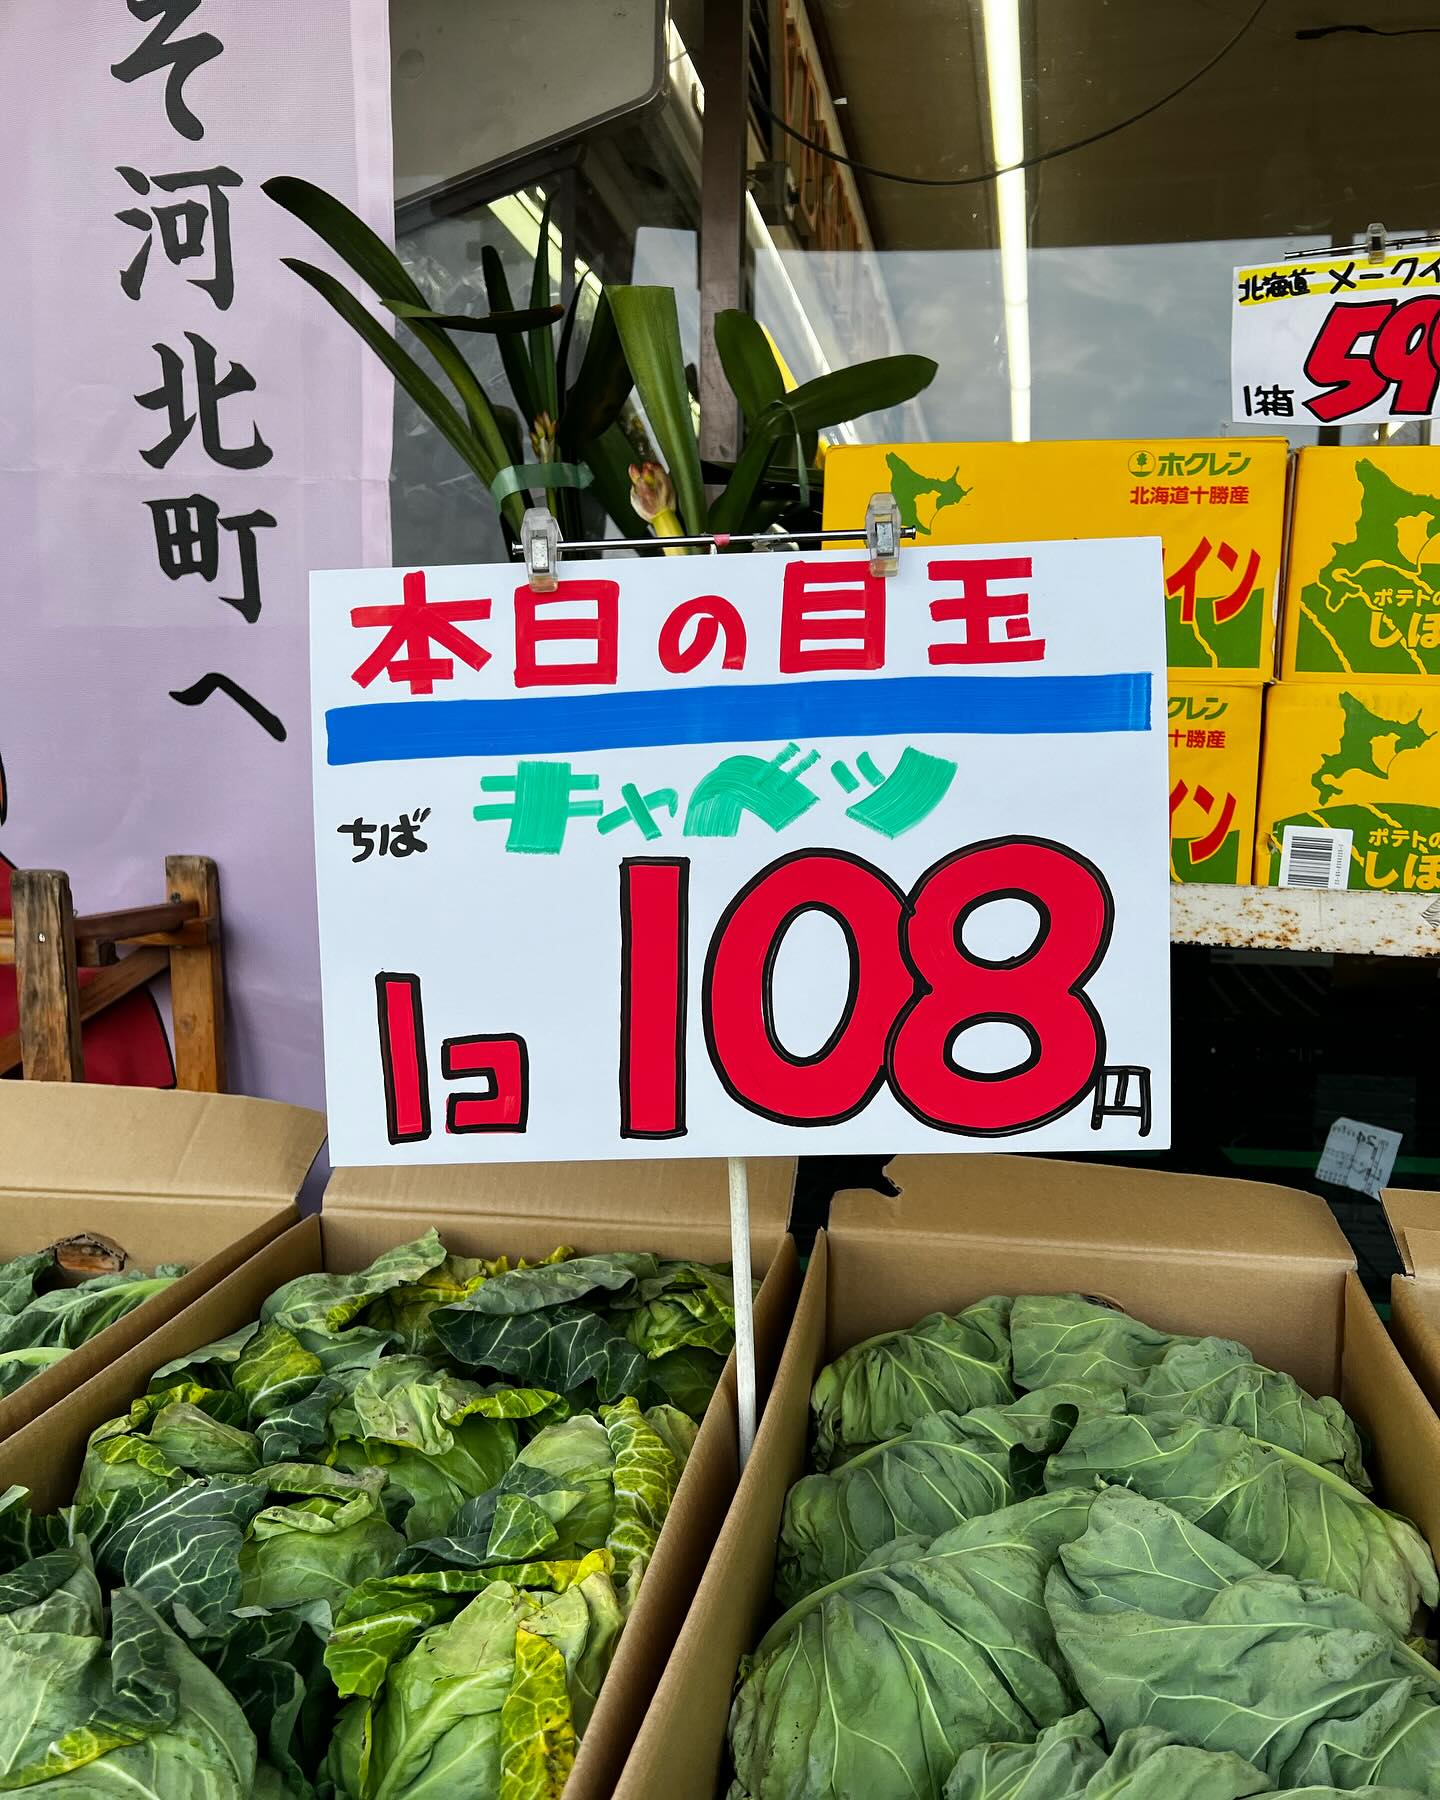 そ河北町へ
本日の目玉
キャベツ
ちば
1コ 108円
北海道 メークイ
1箱 59
ホクレン
北海道十勝産
イン
ポテトの
しほ
クレン
十勝産
イン
ポテトの
しほ